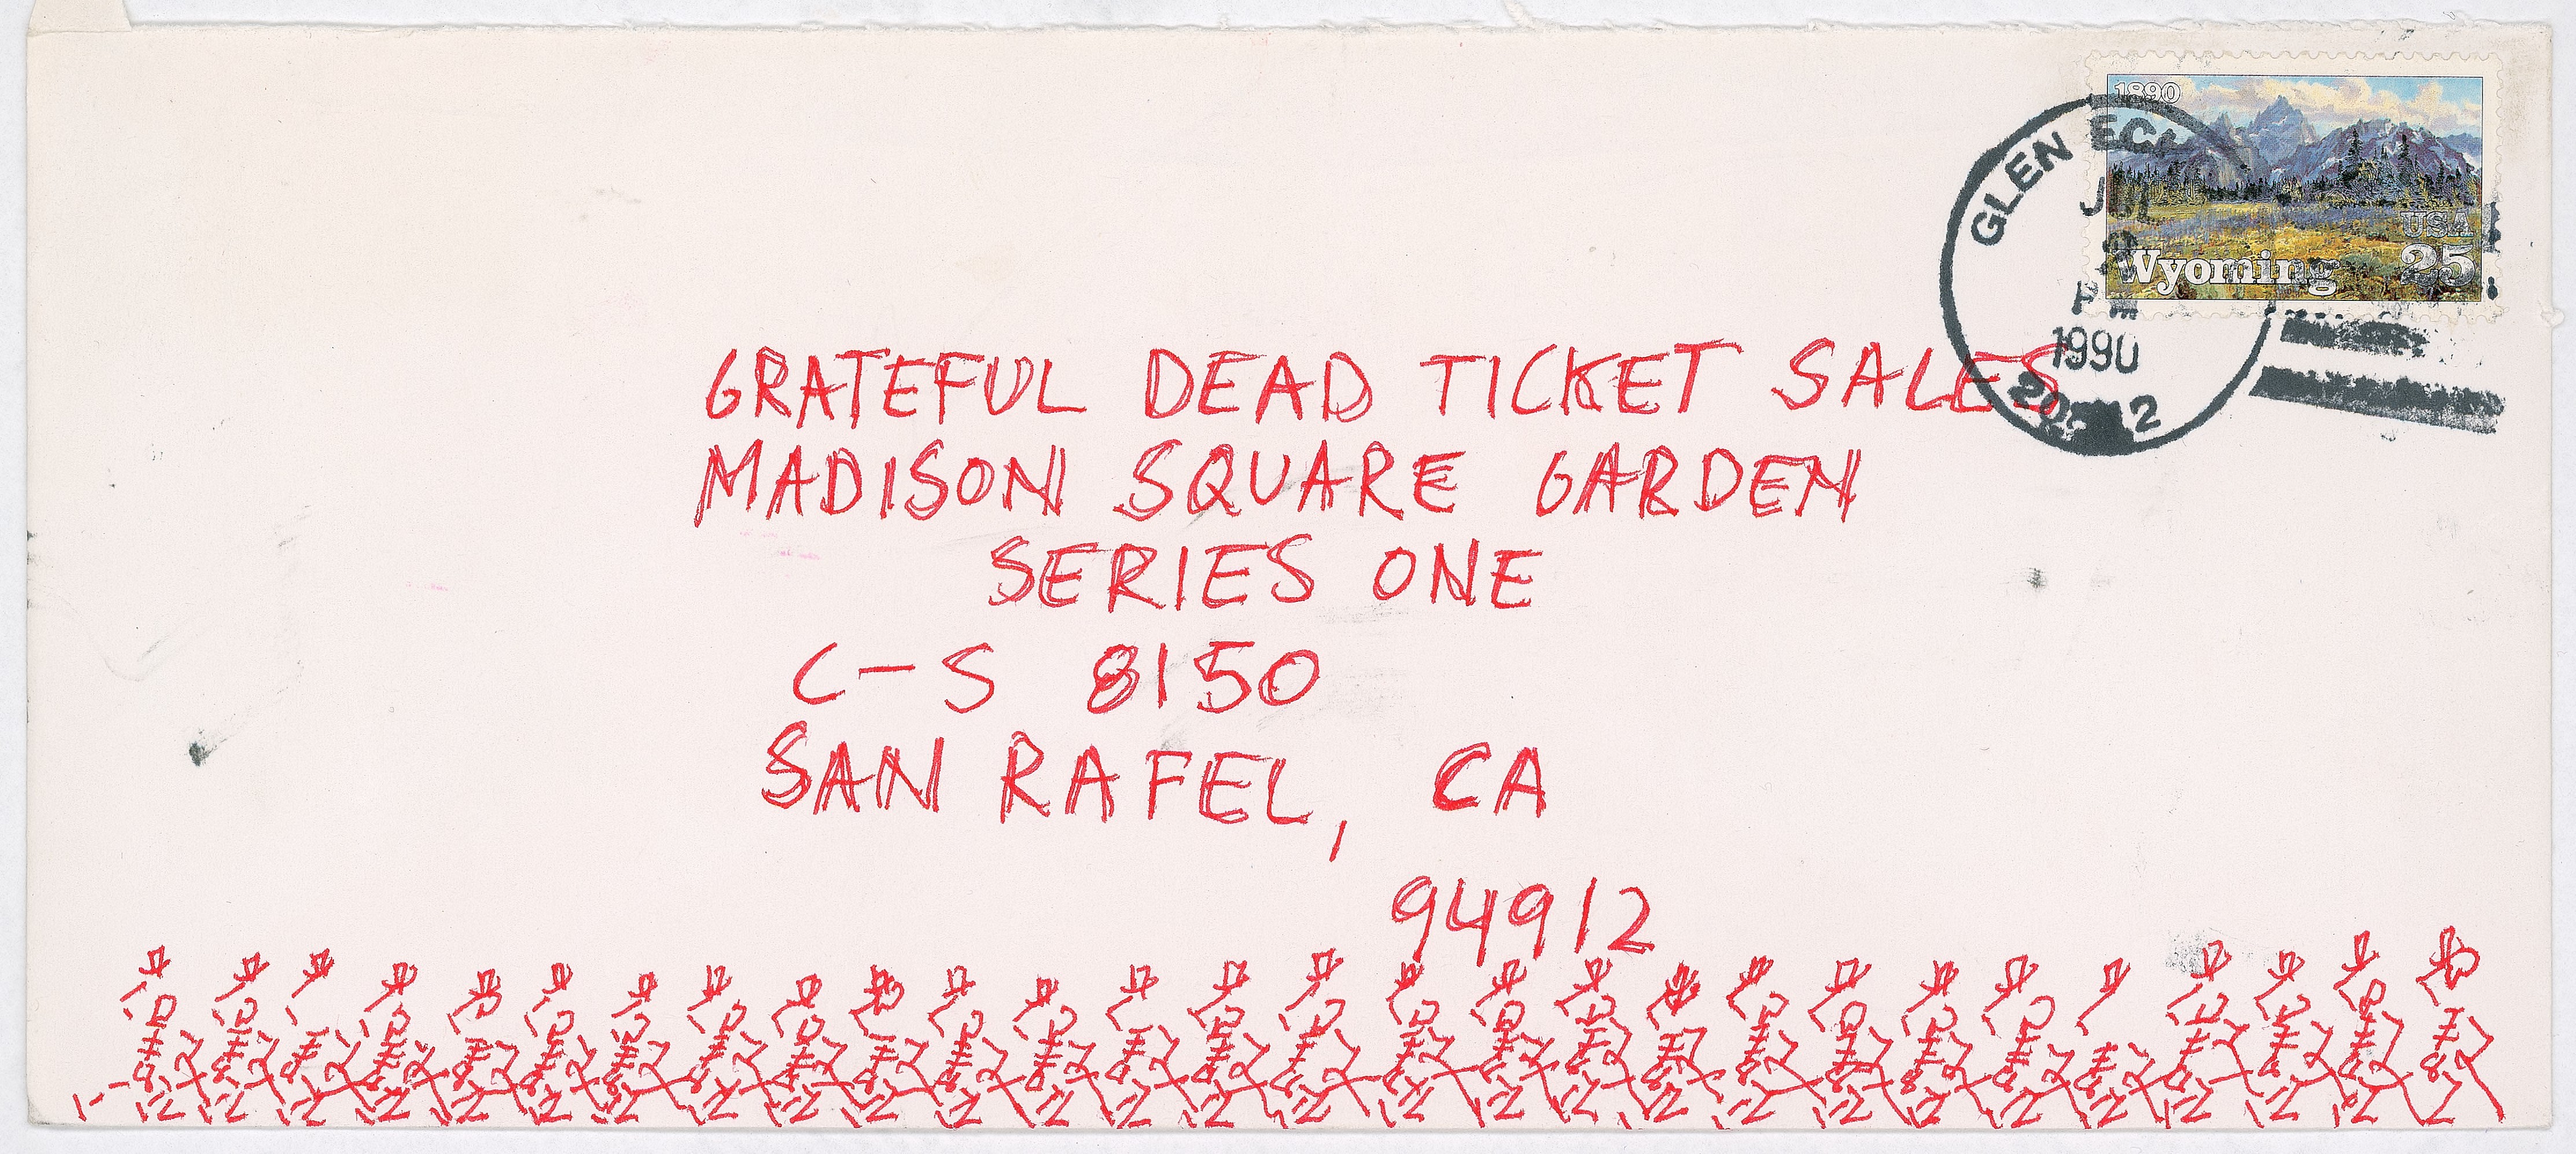 1890
USA
Wyoming 25
GLEN
PM
1990
GRATEFUL DEAD TICKET SALES
MADISON SQUARE GARDEN
SERIES ONE
C-S 8150
SAN RAFEL, CA
94912